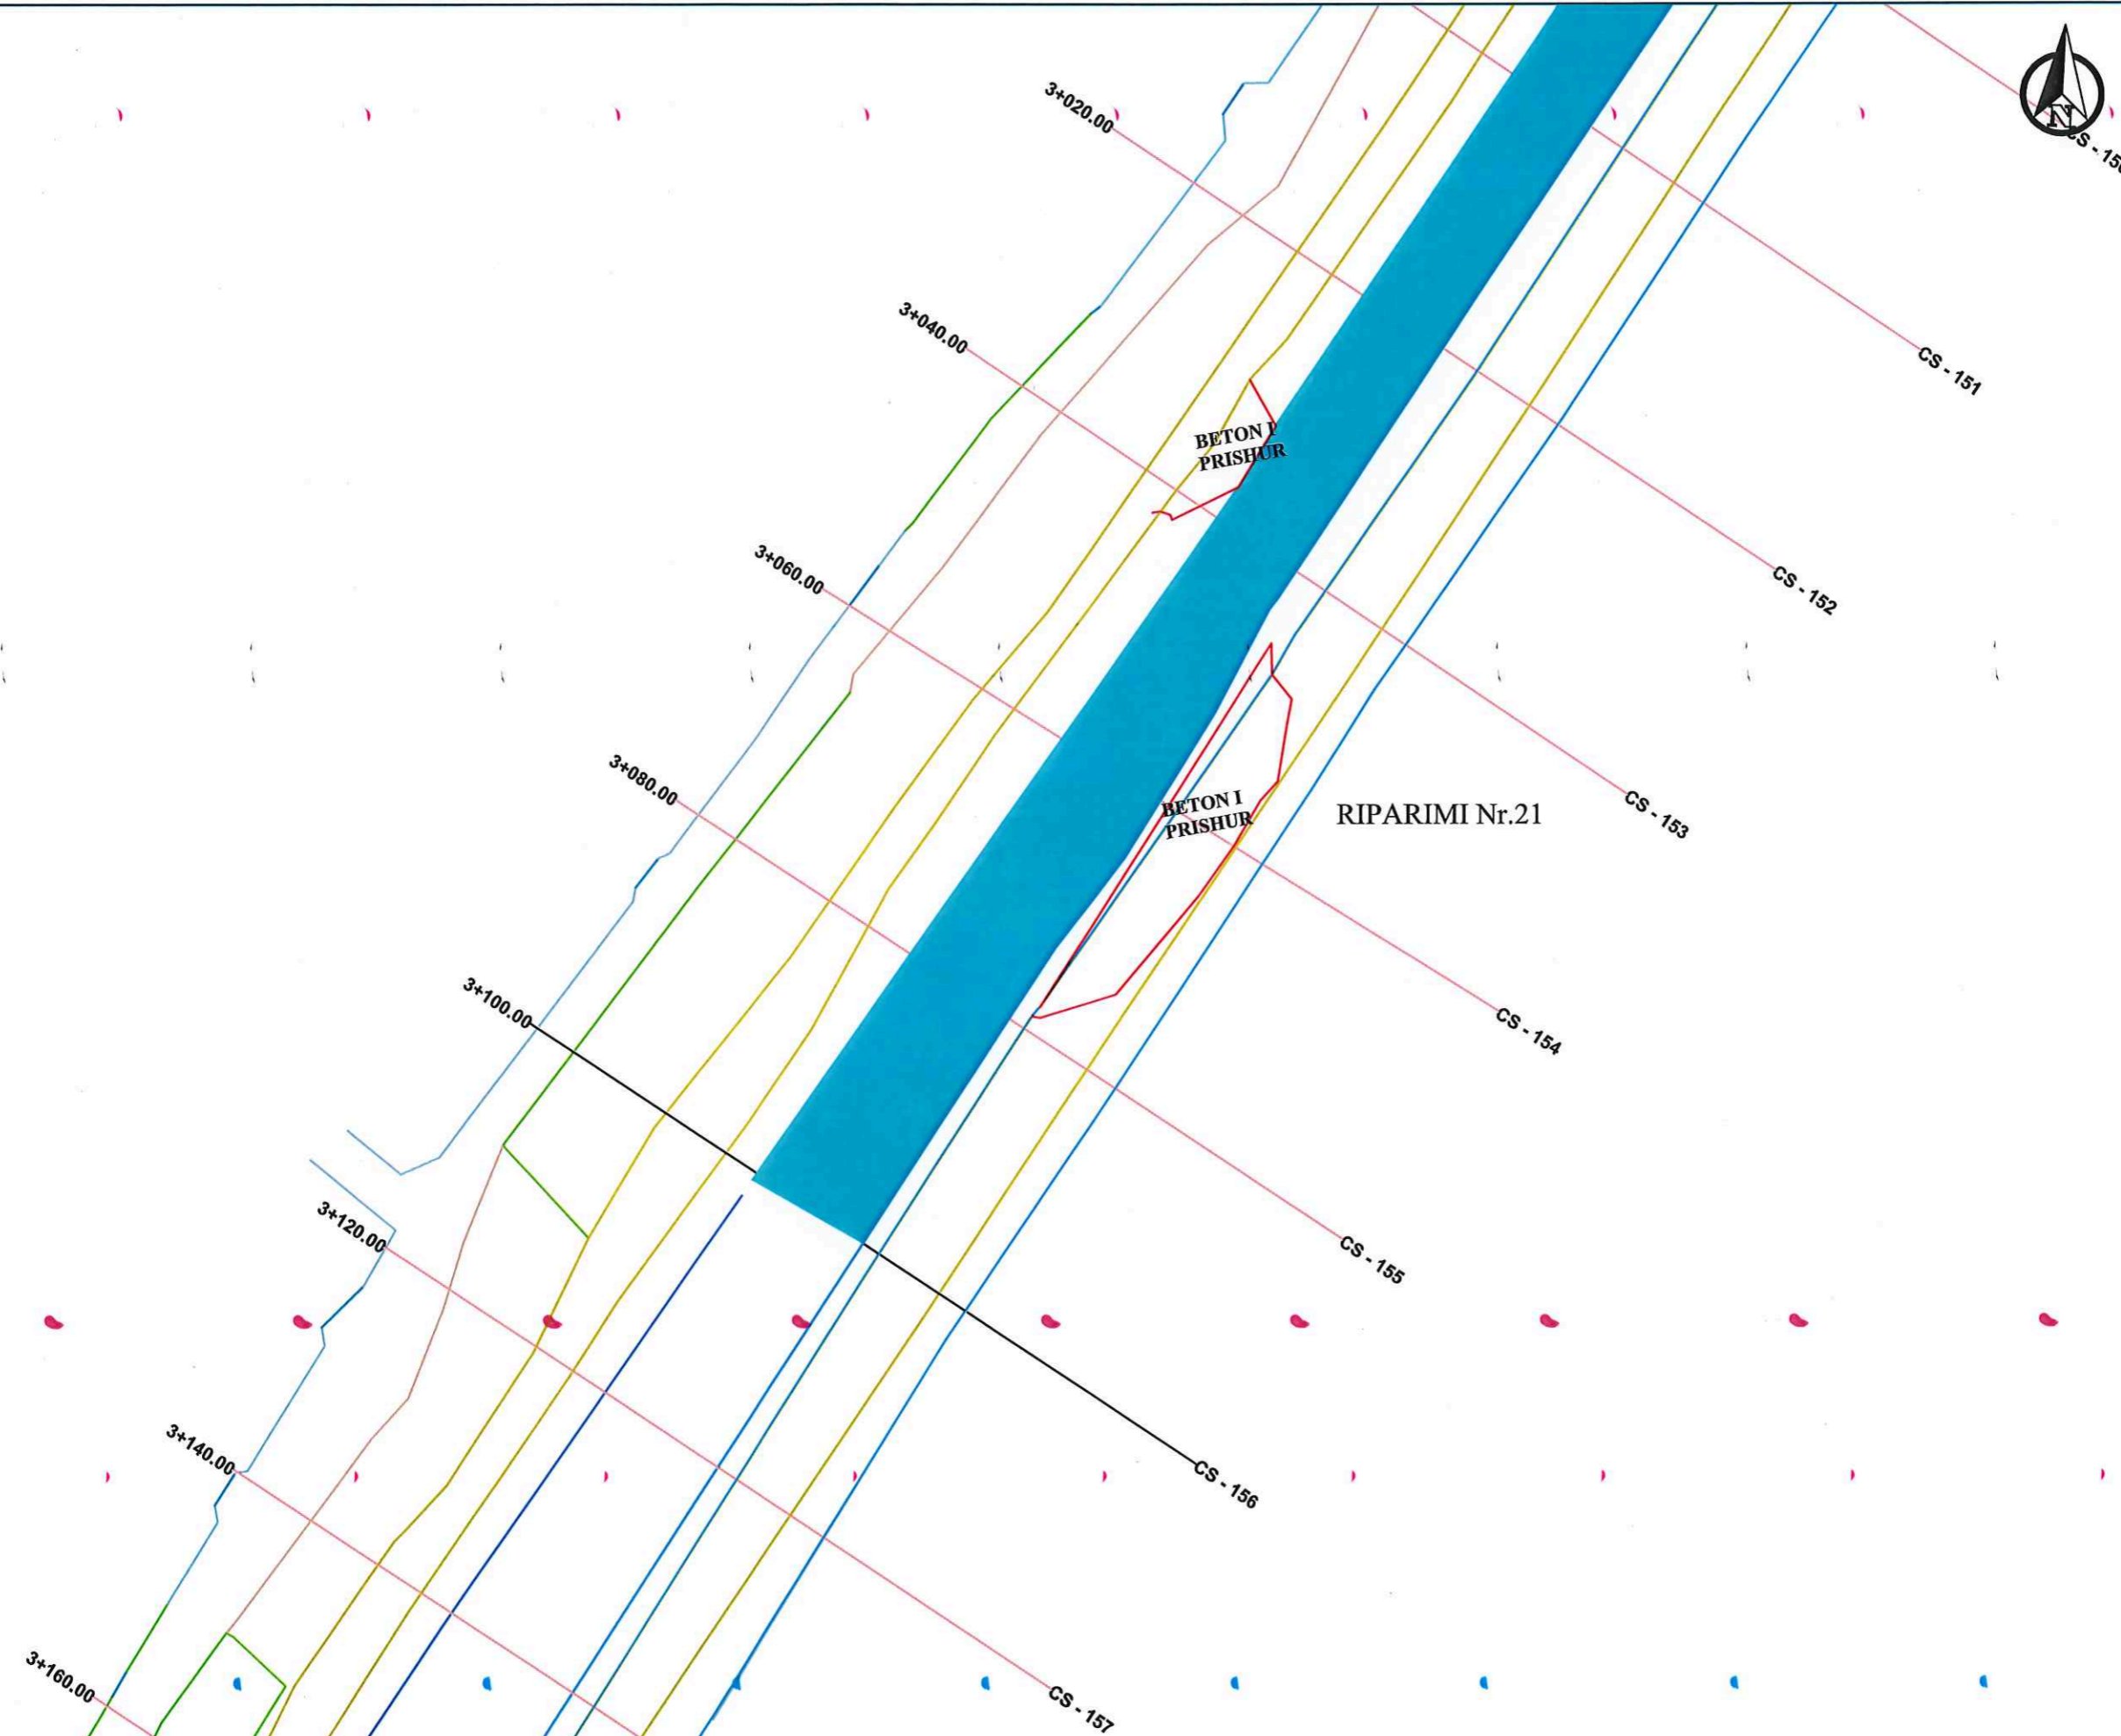 N
3+020.00
3+040.00
CS - 151
BETON I
PRISHUR
3+060.00
CS - 152
3+080.00
BETON I
PRISHUR
RIPARIMI Nr.21
CS - 153
3+100.00
CS - 154
3+120.00
CS - 155
3+140.00
CS - 156
3+160.00
CS - 157